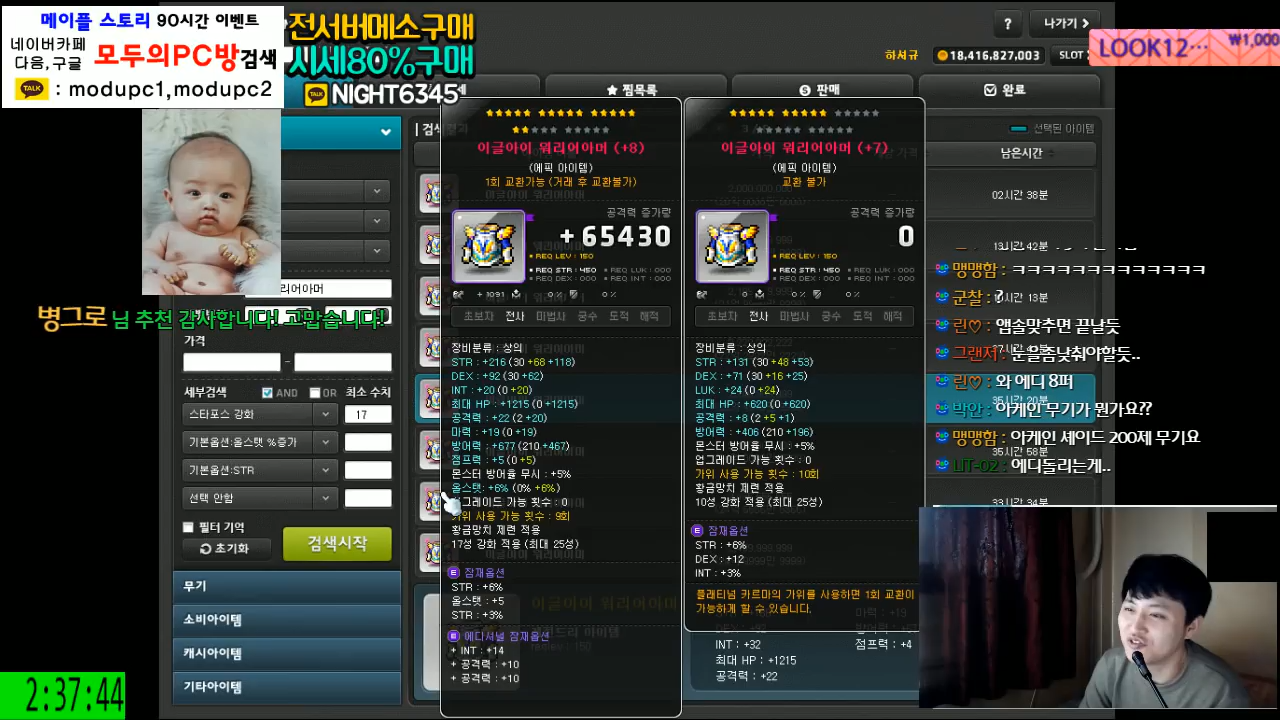 메이플 스토리 90시간 이벤트
네이버카페
다음,구글
모두의PC방검색
TALK : modupc1,modupc2
전서버메소구매
시세80%구매
TALK NIGHT6345
?
나가기
하셔규
18,416,827,003
SLOT
LOOK12…
₩1,000
★ 찜목록
판매
완료
선택된 아이템
남은시간
02시간 38분
병그로 님 추천 감사합니다! 고맙습니다!
리어아머
가격
-
세부검색 AND OR 최소 수치
스타포스 강화 17
기본옵션:올스탯 %증가
기본옵션:STR
선택 안함
필터 기억
초기화
검색시작
무기
소비아이템
캐시아이템
기타아이템
2:37:44
이글아이 워리어아머 (+8)
(에픽 아이템)
1회 교환가능 (거래 후 교환불가)
공격력 증가량
+65430
REQ LEV : 150
REQ STR : 450 REQ LUK : 000
REQ DEX : 000 REQ INT : 000
+ 1091 0% 0%
초보자 전사 마법사 궁수 도적 해적
장비분류 : 상의
STR : +216 (30 +68 +118)
DEX : +92 (30 +62)
INT : +20 (0 +20)
최대 HP : +1215 (0 +1215)
공격력 : +22 (2 +20)
마력 : +19 (0 +19)
방어력 : +677 (210 +467)
점프력 : +5 (0 +5)
몬스터 방어율 무시 : +5%
올스탯 : +6% (0% +6%)
업그레이드 가능 횟수 : 0
가위 사용 가능 횟수 : 9회
황금망치 제련 적용
17성 강화 적용 (최대 25성)
E 잠재옵션
STR : +6%
올스탯 : +5
STR : +3%
E 에디셔널 잠재옵션
+ INT : +14
+ 공격력 : +10
+ 공격력 : +10
이글아이 워리어아머 (+7)
(에픽 아이템)
교환 불가
공격력 증가량
0
REQ LEV : 150
REQ STR : 450 REQ LUK : 000
REQ DEX : 000 REQ INT : 000
0 0% 0%
초보자 전사 마법사 궁수 도적 해적
장비분류 : 상의
STR : +131 (30 +48 +53)
DEX : +71 (30 +16 +25)
LUK : +24 (0 +24)
최대 HP : +620 (0 +620)
공격력 : +8 (2 +5 +1)
방어력 : +406 (210 +196)
몬스터 방어율 무시 : +5%
업그레이드 가능 횟수 : 0
가위 사용 가능 횟수 : 10회
황금망치 제련 적용
10성 강화 적용 (최대 25성)
E 잠재옵션
STR : +6%
DEX : +12
INT : +3%
플래티넘 카르마의 가위를 사용하면 1회 교환이
가능하게 할 수 있습니다.
INT : +32
최대 HP : +1215
공격력 : +22
점프력 : +4
맹맹함 : ㅋㅋㅋㅋㅋㅋㅋㅋㅋㅋㅋㅋㅋ
군찰 : ?
린♡ : 앱솔맞추면 끝날듯
그랜저 : 눈을좀낮춰야할듯..
린♡ : 와 에디 8퍼
박안 : 아케인 무기가 뭔가요??
맹맹함 : 아케인 셰이드 200제 무기요
LIT-02 : 에디돌리는게..
33시간 34분